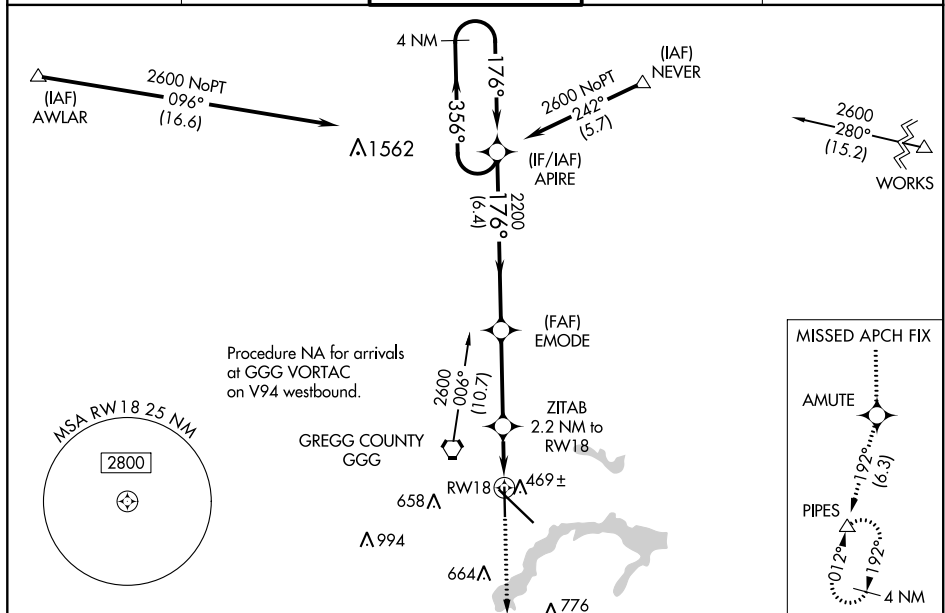 4 NM
176°
356°
(IAF)
AWLAR
2600 NoPT
096°
(16.6)
1562
(IAF)
NEVER
2600 NoPT
242°
(5.7)
(IF/IAF)
APIRE
2600
280°
(15.2)
WORKS
2200
176°
(6.4)
(FAF)
EMODE
Procedure NA for arrivals
at GGG VORTAC
on V94 westbound.
2600
006°
(10.7)
GREGG COUNTY
GGG
ZITAB
2.2 NM to
RW18
RW18
469±
658
994
664
776
MSA RW18 25 NM
2800
MISSED APCH FIX
AMUTE
192°
(6.3)
PIPES
012°
192°
4 NM